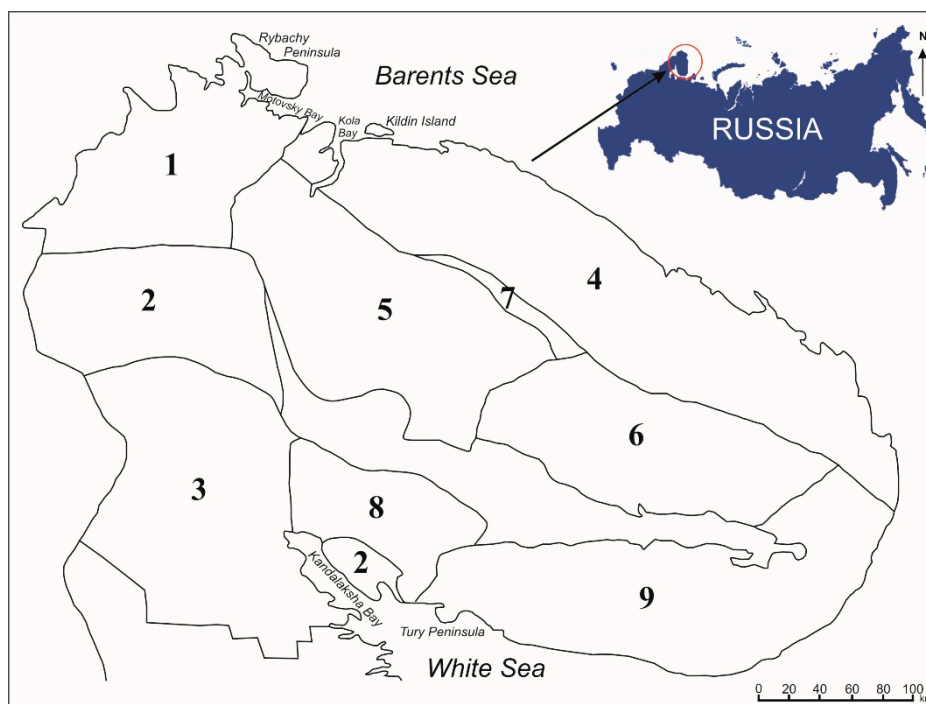 Rybachy
Peninsula
Barents Sea
N
Motovsky Bay
Kola
Bay
Kildin Island
RUSSIA
1
2
7
4
5
6
3
8
2
Kandalaksha Bay
9
Tury Peninsula
White Sea
0 20 40 60 80 100